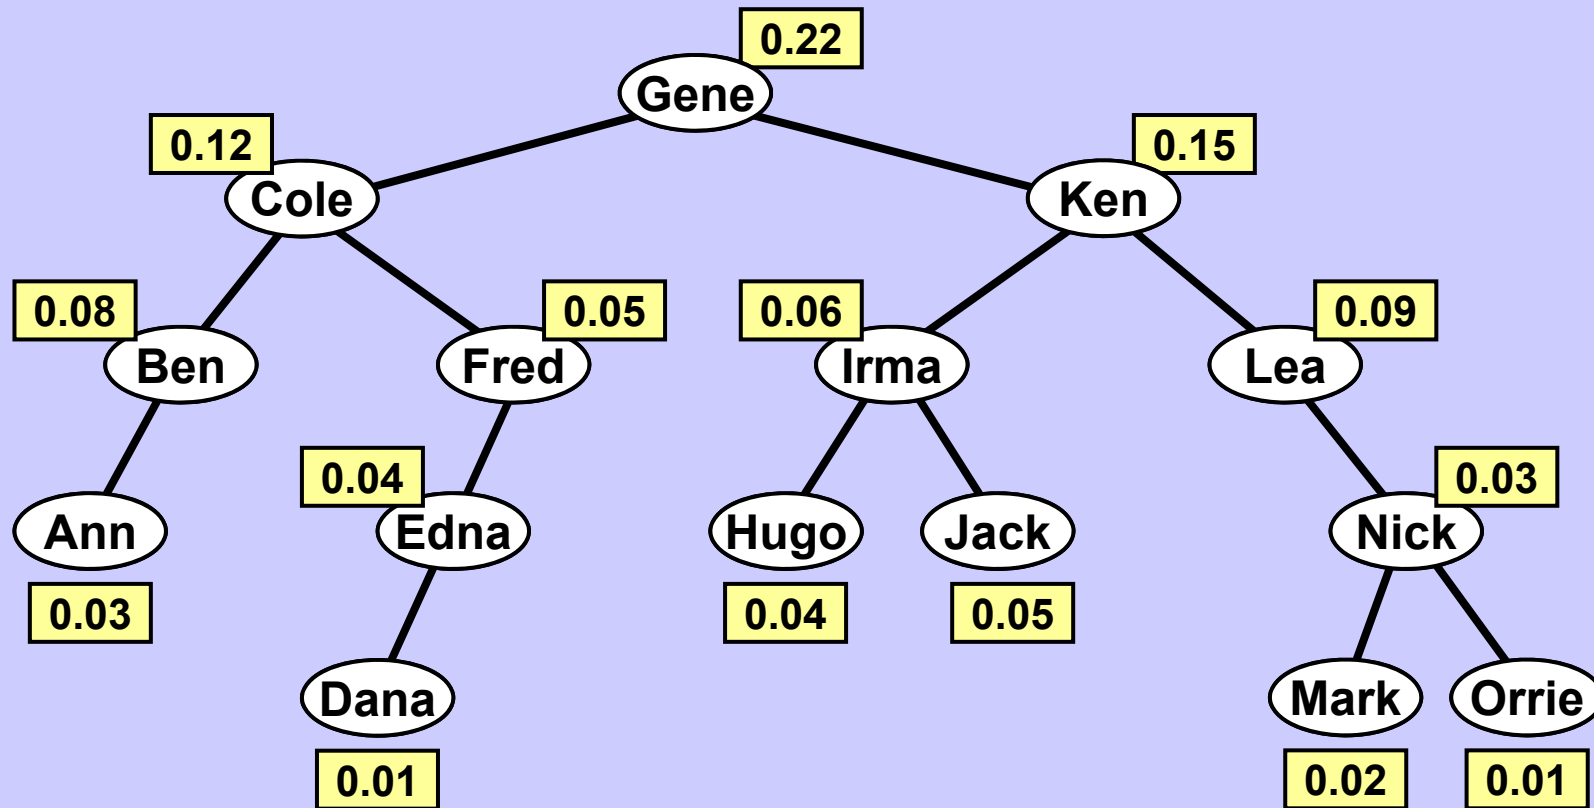 0.22
Gene
0.12
0.15
Cole
Ken
0.08
0.05
0.06
0.09
Ben
Fred
Irma
Lea
0.04
0.03
Ann
Edna
Hugo
Jack
Nick
0.03
0.04
0.05
Dana
Mark
Orrie
0.01
0.02
0.01